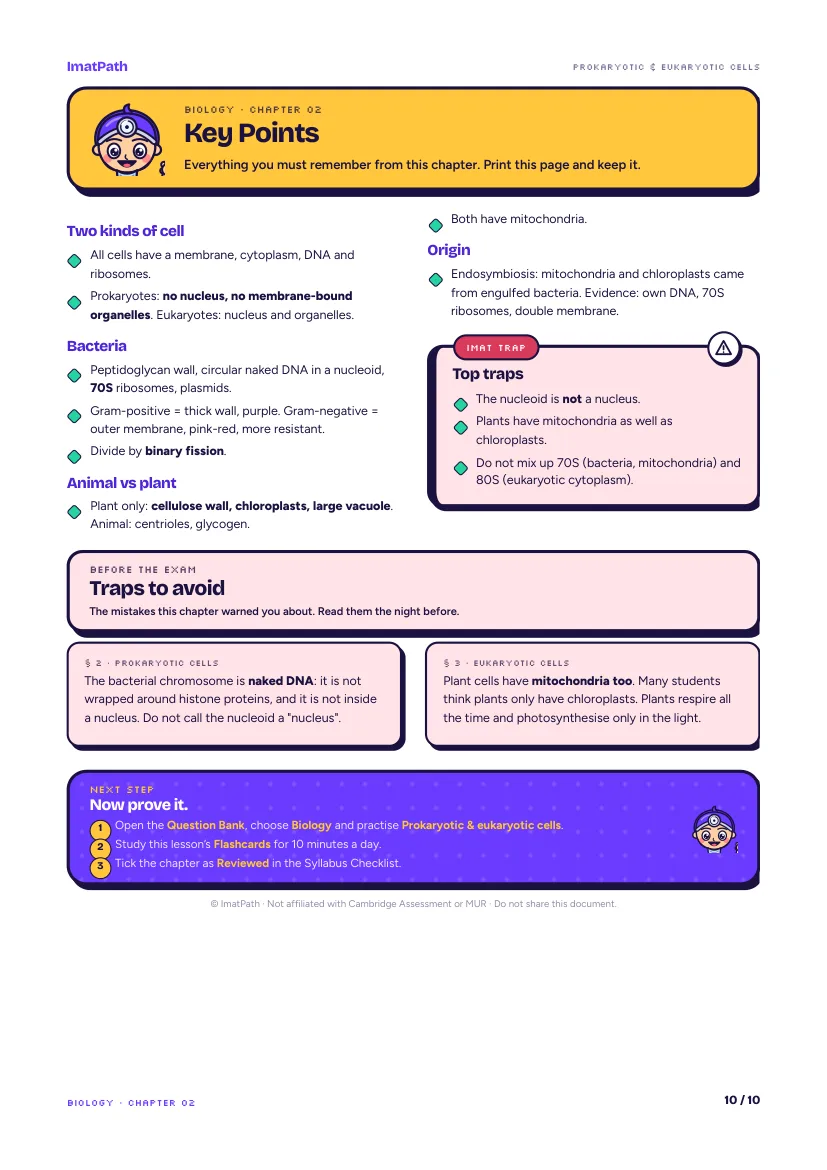 ImatPath
PROKARYOTIC & EUKARYOTIC CELLS
BIOLOGY · CHAPTER 02
Key Points
Everything you must remember from this chapter. Print this page and keep it.
Two kinds of cell
All cells have a membrane, cytoplasm, DNA and
ribosomes.
Prokaryotes: no nucleus, no membrane-bound
organelles. Eukaryotes: nucleus and organelles.
Bacteria
Peptidoglycan wall, circular naked DNA in a nucleoid,
70S ribosomes, plasmids.
Gram-positive = thick wall, purple. Gram-negative =
outer membrane, pink-red, more resistant.
Divide by binary fission.
Animal vs plant
Plant only: cellulose wall, chloroplasts, large vacuole.
Animal: centrioles, glycogen.
Both have mitochondria.
Origin
Endosymbiosis: mitochondria and chloroplasts came
from engulfed bacteria. Evidence: own DNA, 70S
ribosomes, double membrane.
IMAT TRAP
Top traps
The nucleoid is not a nucleus.
Plants have mitochondria as well as
chloroplasts.
Do not mix up 70S (bacteria, mitochondria) and
80S (eukaryotic cytoplasm).
BEFORE THE EXAM
Traps to avoid
The mistakes this chapter warned you about. Read them the night before.
§ 2 · PROKARYOTIC CELLS
The bacterial chromosome is naked DNA: it is not
wrapped around histone proteins, and it is not inside
a nucleus. Do not call the nucleoid a "nucleus".
§ 3 · EUKARYOTIC CELLS
Plant cells have mitochondria too. Many students
think plants only have chloroplasts. Plants respire all
the time and photosynthesise only in the light.
NEXT STEP
Now prove it.
1 Open the Question Bank, choose Biology and practise Prokaryotic & eukaryotic cells.
2 Study this lesson's Flashcards for 10 minutes a day.
3 Tick the chapter as Reviewed in the Syllabus Checklist.
© ImatPath · Not affiliated with Cambridge Assessment or MUR · Do not share this document.
BIOLOGY · CHAPTER 02
10 / 10